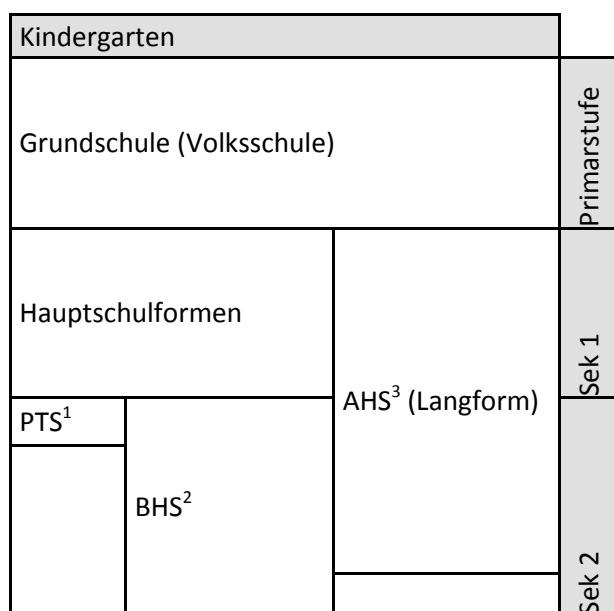 Kindergarten
Grundschule (Volksschule)
Primarstufe
Hauptschulformen
Sek 1
AHS³ (Langform)
PTS¹
BHS²
Sek 2